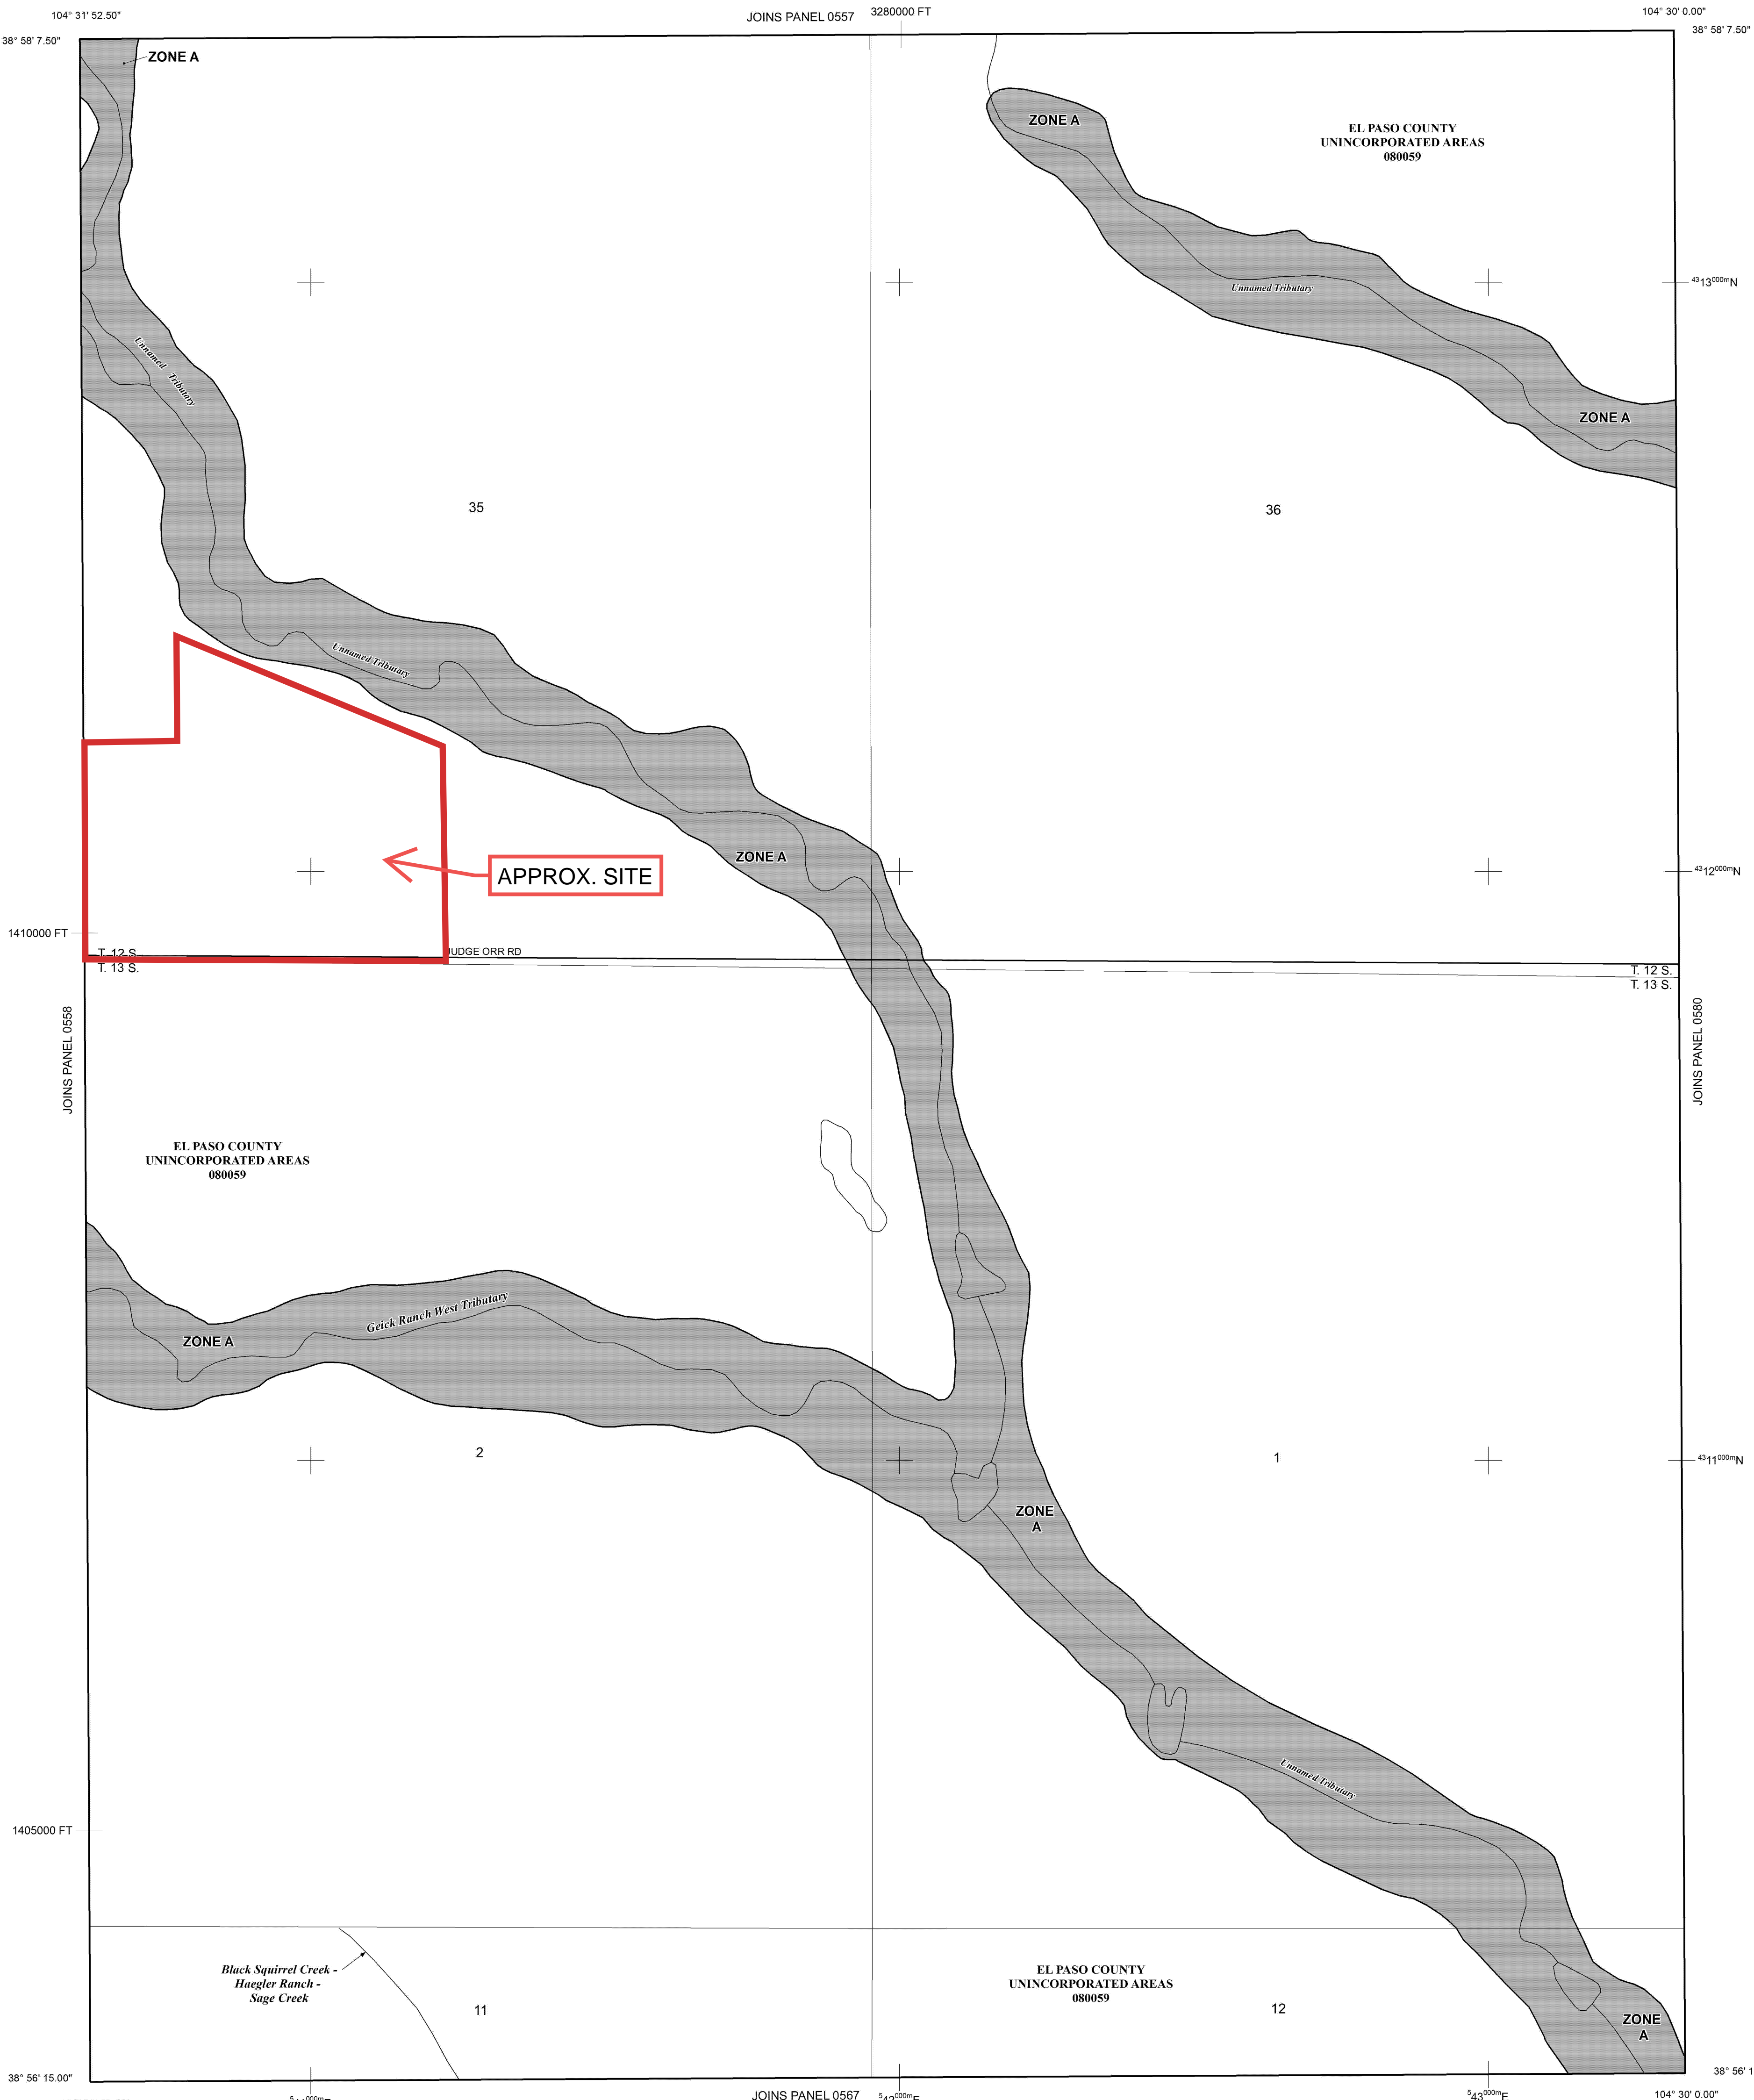 104° 31' 52.50"
JOINS PANEL 0557
3280000 FT
104° 30' 0.00"
38° 58' 7.50"
38° 58' 7.50"
ZONE A
ZONE A
EL PASO COUNTY
UNINCORPORATED AREAS
080059
4313000mN
Unnamed Tributary
Unnamed Tributary
ZONE A
35
36
Unnamed Tributary
ZONE A
4312000mN
APPROX. SITE
1410000 FT
T. 12 S.
JUDGE ORR RD
T. 13 S.
T. 12 S.
T. 13 S.
JOINS PANEL 0558
JOINS PANEL 0580
EL PASO COUNTY
UNINCORPORATED AREAS
080059
Geick Ranch West Tributary
ZONE A
2
1
4311000mN
ZONE
A
Unnamed Tributary
1405000 FT
Black Squirrel Creek -
Haegler Ranch -
Sage Creek
EL PASO COUNTY
UNINCORPORATED AREAS
080059
11
12
ZONE
A
38° 56' 15.00"
38° 56' 1
JOINS PANEL 0567
543000mE
104° 30' 0.00"